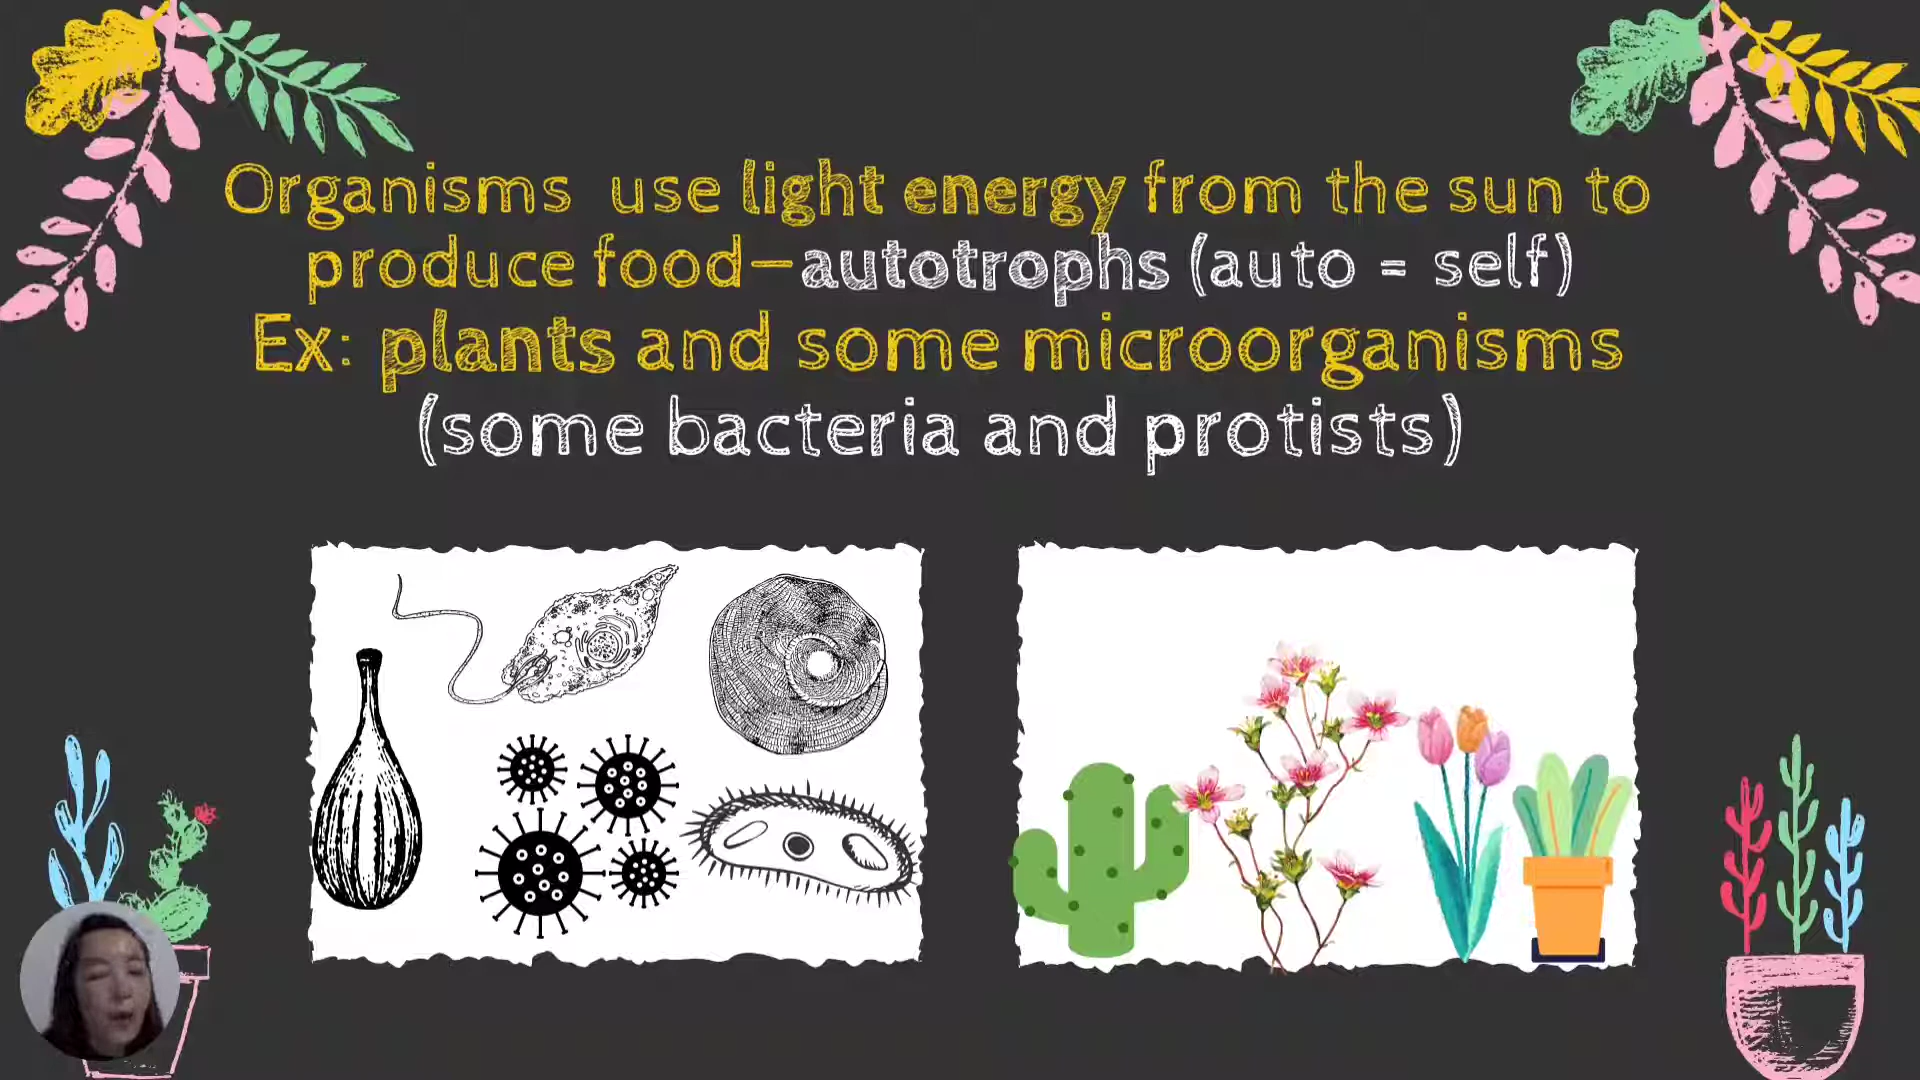 Organisms use light energy from the sun to
produce food—autotrophs (auto = self)
Ex: plants and some microorganisms
(some bacteria and protists)